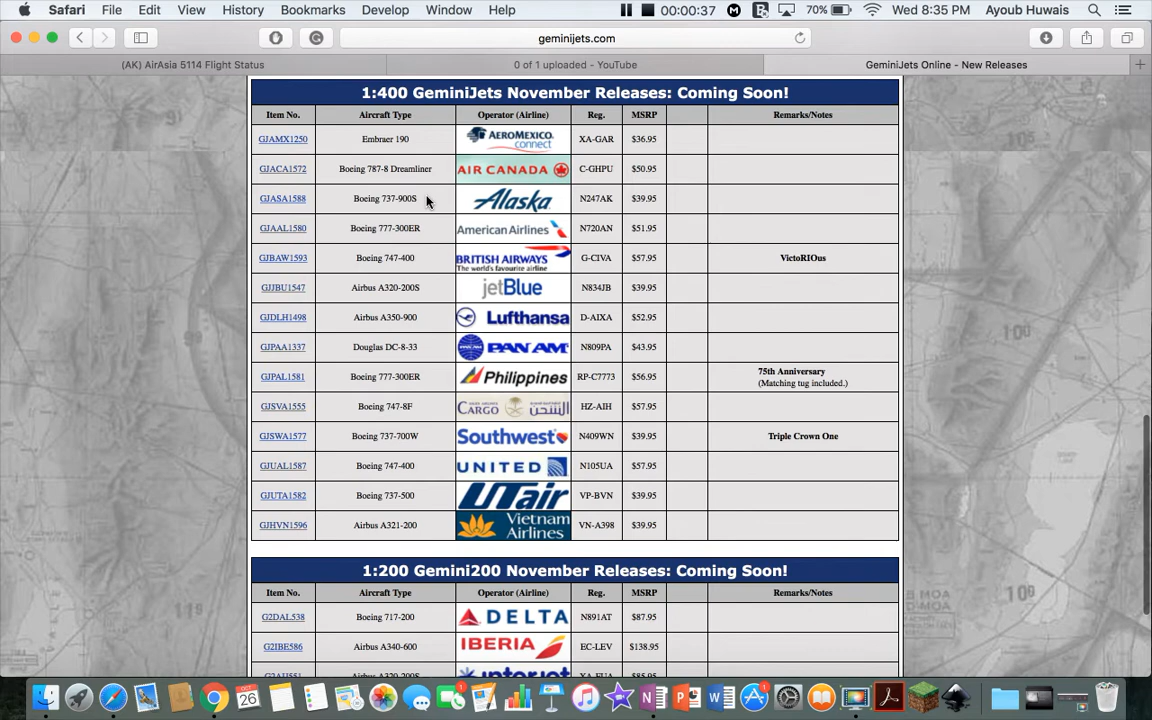 Safari File Edit View History Bookmarks Develop Window Help 00:00:37 70% Wed 8:35 PM Ayoub Huwais
geminijets.com
(AK) AirAsia 5114 Flight Status 0 of 1 uploaded - YouTube GeminiJets Online - New Releases
1:400 GeminiJets November Releases: Coming Soon!
Item No. Aircraft Type Operator (Airline) Reg. MSRP Remarks/Notes
GJAMX1250 Embraer 190 AEROMEXICO connect XA-GAR $36.95
GJACA1572 Boeing 787-8 Dreamliner AIR CANADA C-GHPU $50.95
GJASA1588 Boeing 737-900S Alaska N247AK $39.95
GJAAL1580 Boeing 777-300ER American Airlines N720AN $51.95
GJBAW1593 Boeing 747-400 BRITISH AIRWAYS The world's favourite airline G-CIVA $57.95 VictoRIOus
GJJBU1547 Airbus A320-200S jetBlue N834JB $39.95
GJDLH1498 Airbus A350-900 Lufthansa D-AIXA $52.95
GJPAA1337 Douglas DC-8-33 PAN AM N809PA $43.95
GJPAL1581 Boeing 777-300ER Philippines RP-C7773 $56.95 75th Anniversary
(Matching tug included.)
GJSVA1555 Boeing 747-8F CARGO الشحن HZ-AIH $57.95
GJSWA1577 Boeing 737-700W Southwest N409WN $39.95 Triple Crown One
GJUAL1587 Boeing 747-400 UNITED N105UA $57.95
GJUTA1582 Boeing 737-500 UTair VP-BVN $39.95
GJHVN1596 Airbus A321-200 Vietnam Airlines VN-A398 $39.95
1:200 Gemini200 November Releases: Coming Soon!
Item No. Aircraft Type Operator (Airline) Reg. MSRP Remarks/Notes
G2DAL538 Boeing 717-200 DELTA N891AT $87.95
G2IBE586 Airbus A340-600 IBERIA EC-LEV $138.95
interjet
OCT 26